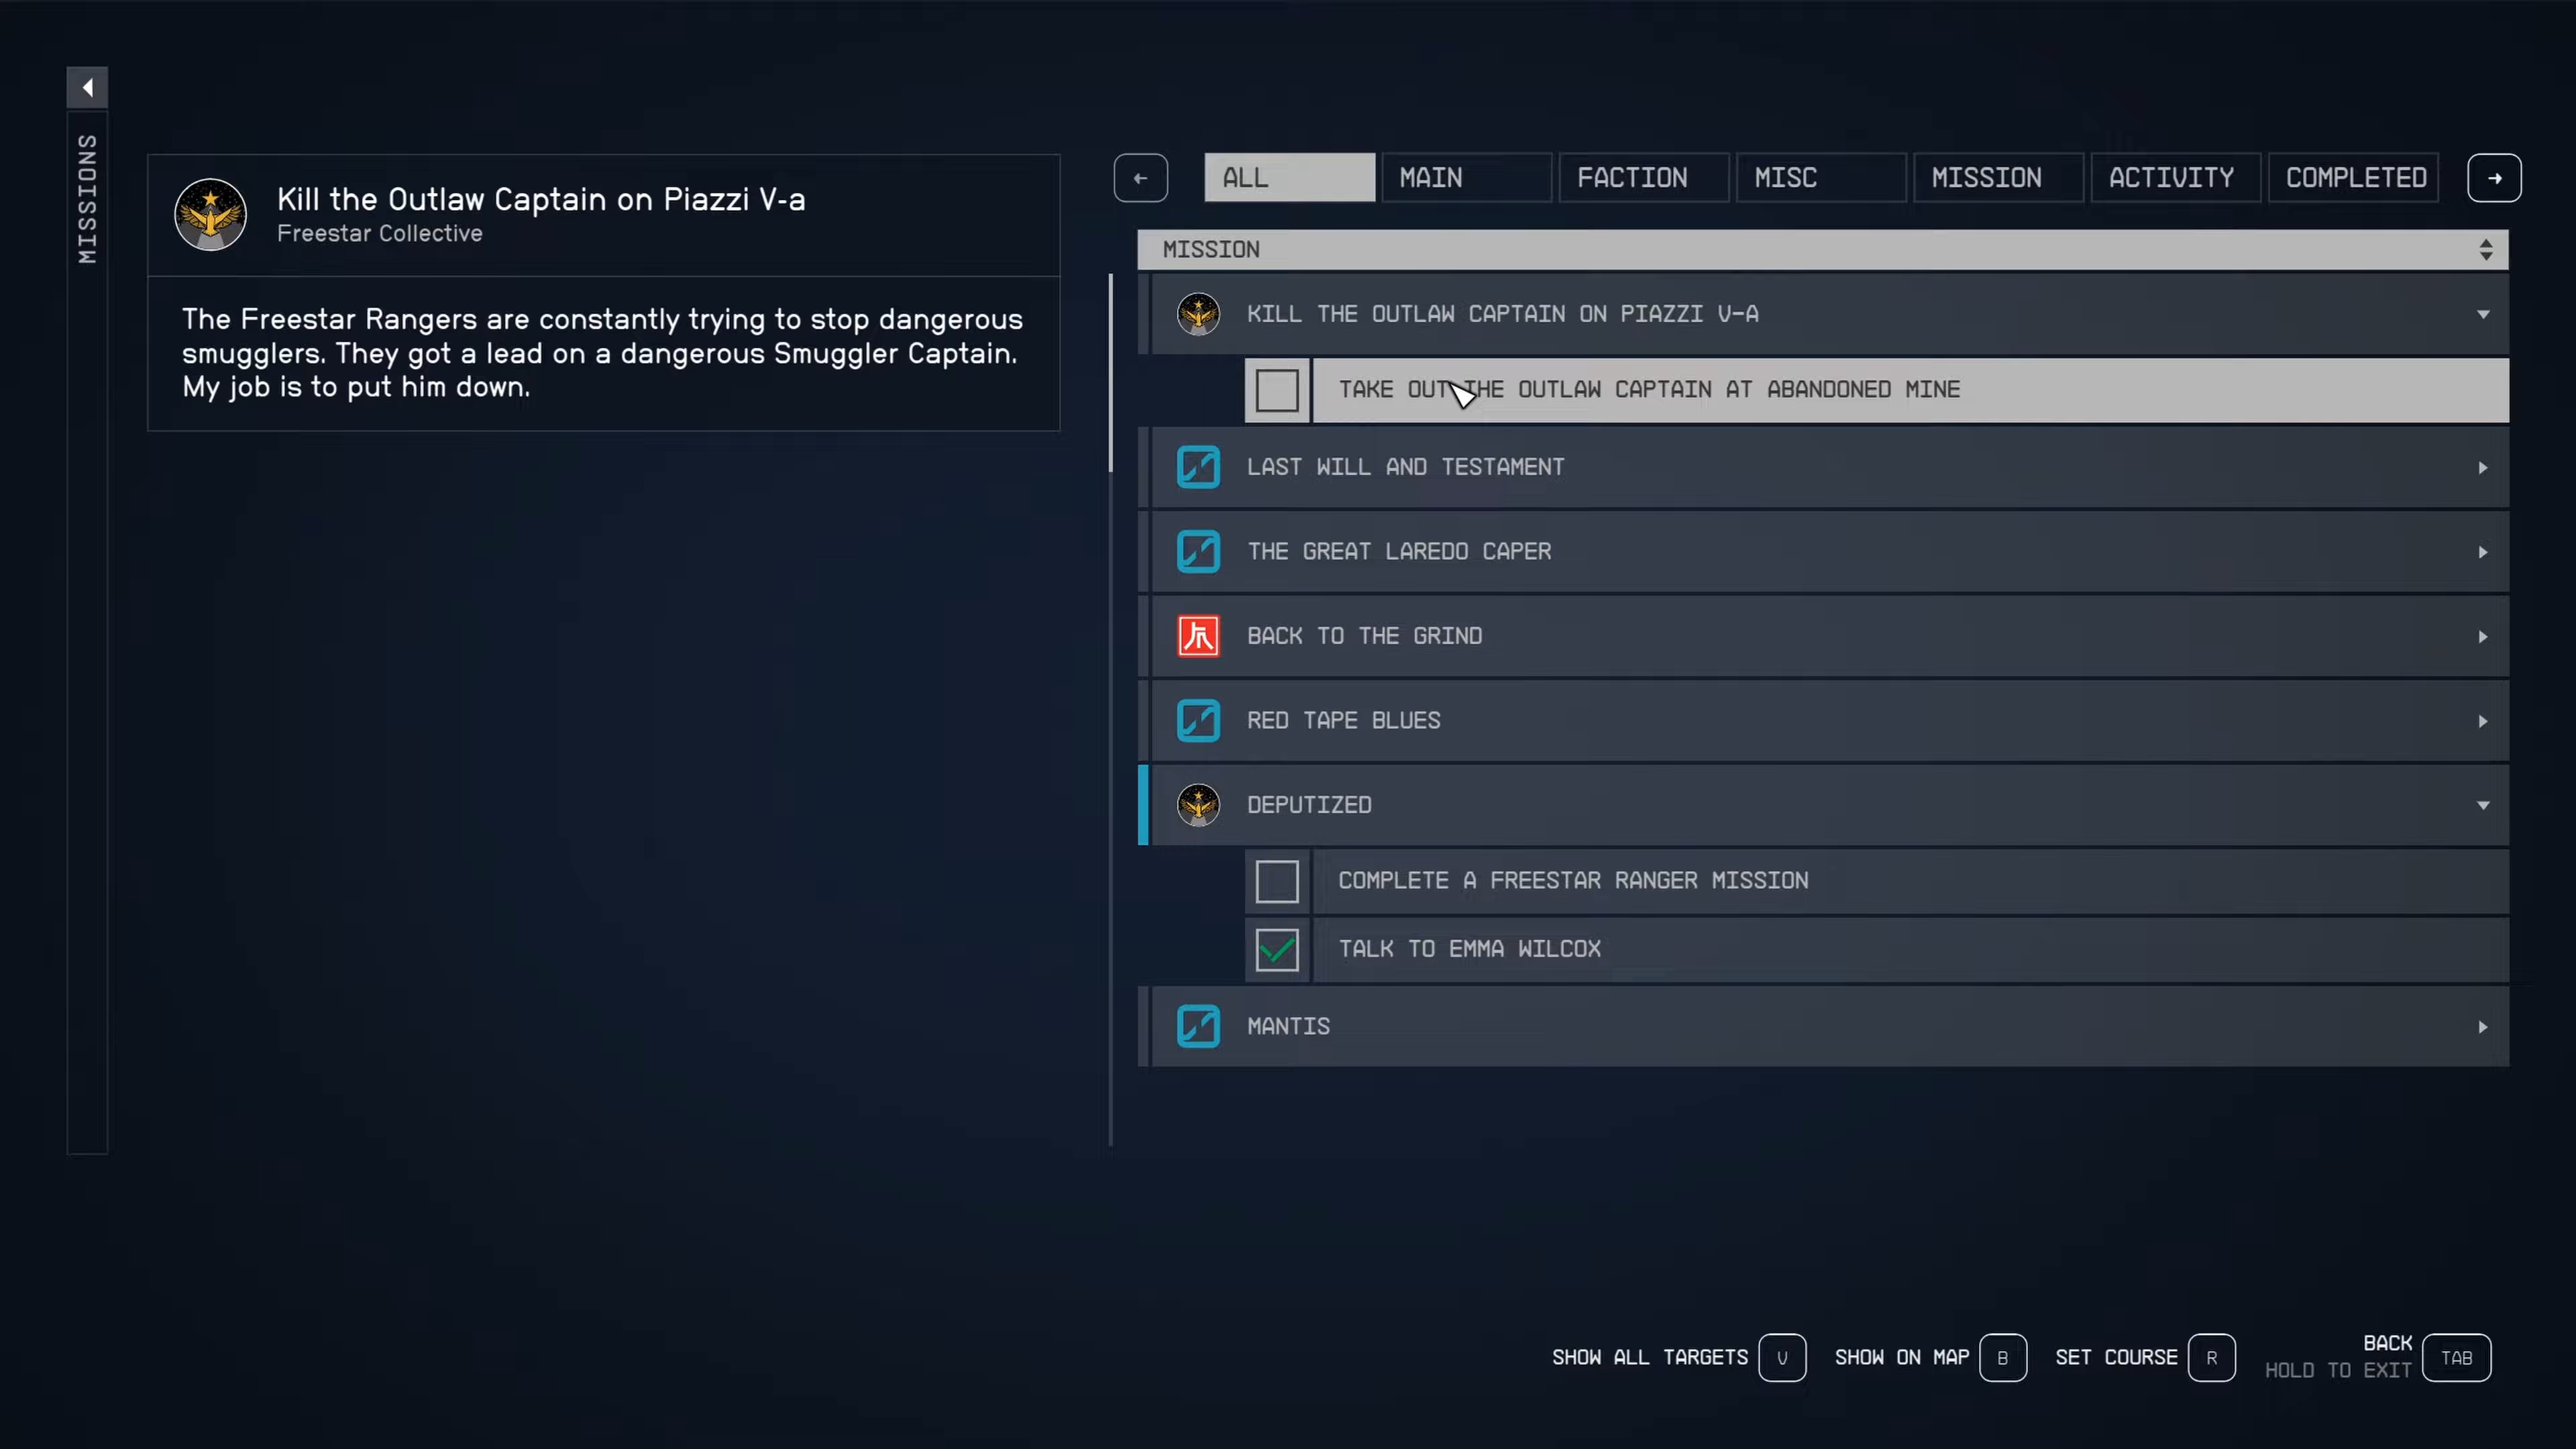 MISSIONS
Kill the Outlaw Captain on Piazzi V-a
Freestar Collective
The Freestar Rangers are constantly trying to stop dangerous
smugglers. They got a lead on a dangerous Smuggler Captain.
My job is to put him down.
ALL MAIN FACTION MISC MISSION ACTIVITY COMPLETED
MISSION
KILL THE OUTLAW CAPTAIN ON PIAZZI V-A
TAKE OUT THE OUTLAW CAPTAIN AT ABANDONED MINE
LAST WILL AND TESTAMENT
THE GREAT LAREDO CAPER
BACK TO THE GRIND
RED TAPE BLUES
DEPUTIZED
COMPLETE A FREESTAR RANGER MISSION
TALK TO EMMA WILCOX
MANTIS
SHOW ALL TARGETS V SHOW ON MAP B SET COURSE R BACK TAB
HOLD TO EXIT